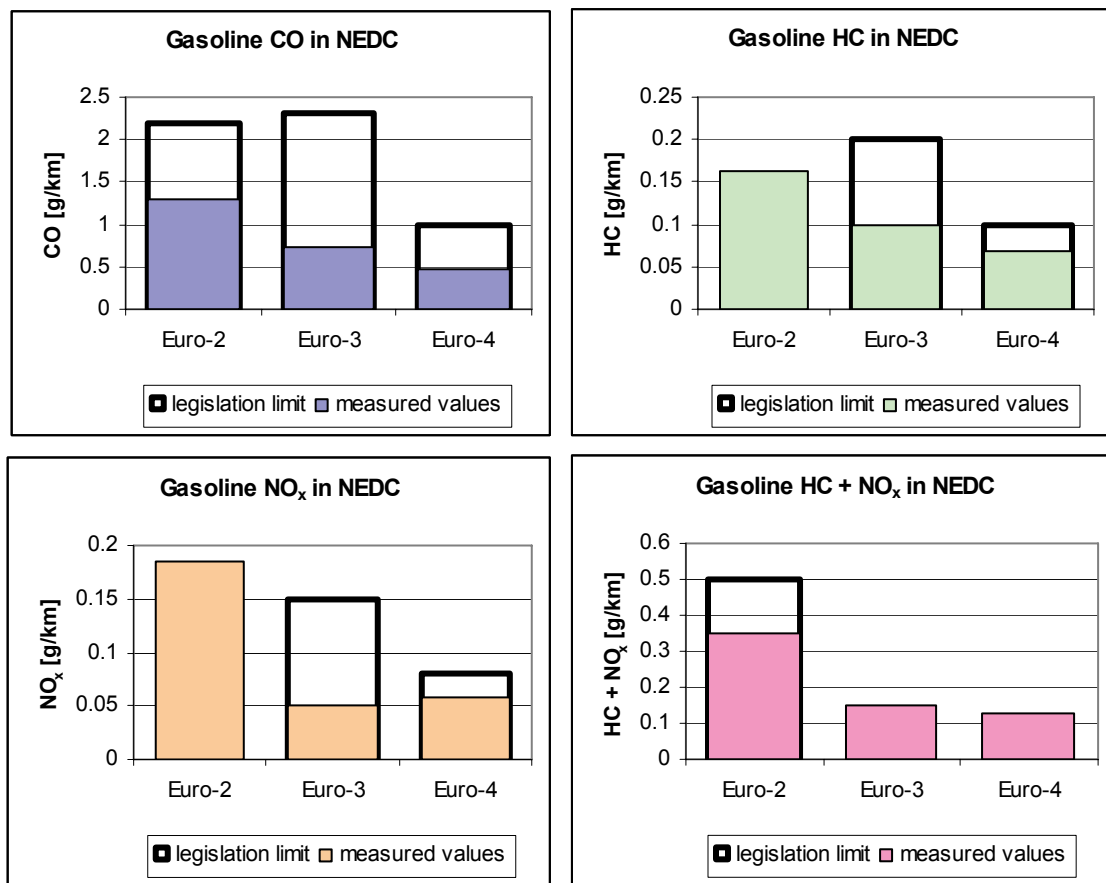 Gasoline CO in NEDC
2.5
2
1.5
1
0.5
0
CO [g/km]
Euro-2 Euro-3 Euro-4
legislation limit measured values
Gasoline HC in NEDC
0.25
0.2
0.15
0.1
0.05
0
HC [g/km]
Euro-2 Euro-3 Euro-4
legislation limit measured values
Gasoline NOx in NEDC
0.2
0.15
0.1
0.05
0
NOx [g/km]
Euro-2 Euro-3 Euro-4
legislation limit measured values
Gasoline HC + NOx in NEDC
0.6
0.5
0.4
0.3
0.2
0.1
0
HC + NOx [g/km]
Euro-2 Euro-3 Euro-4
legislation limit measured values